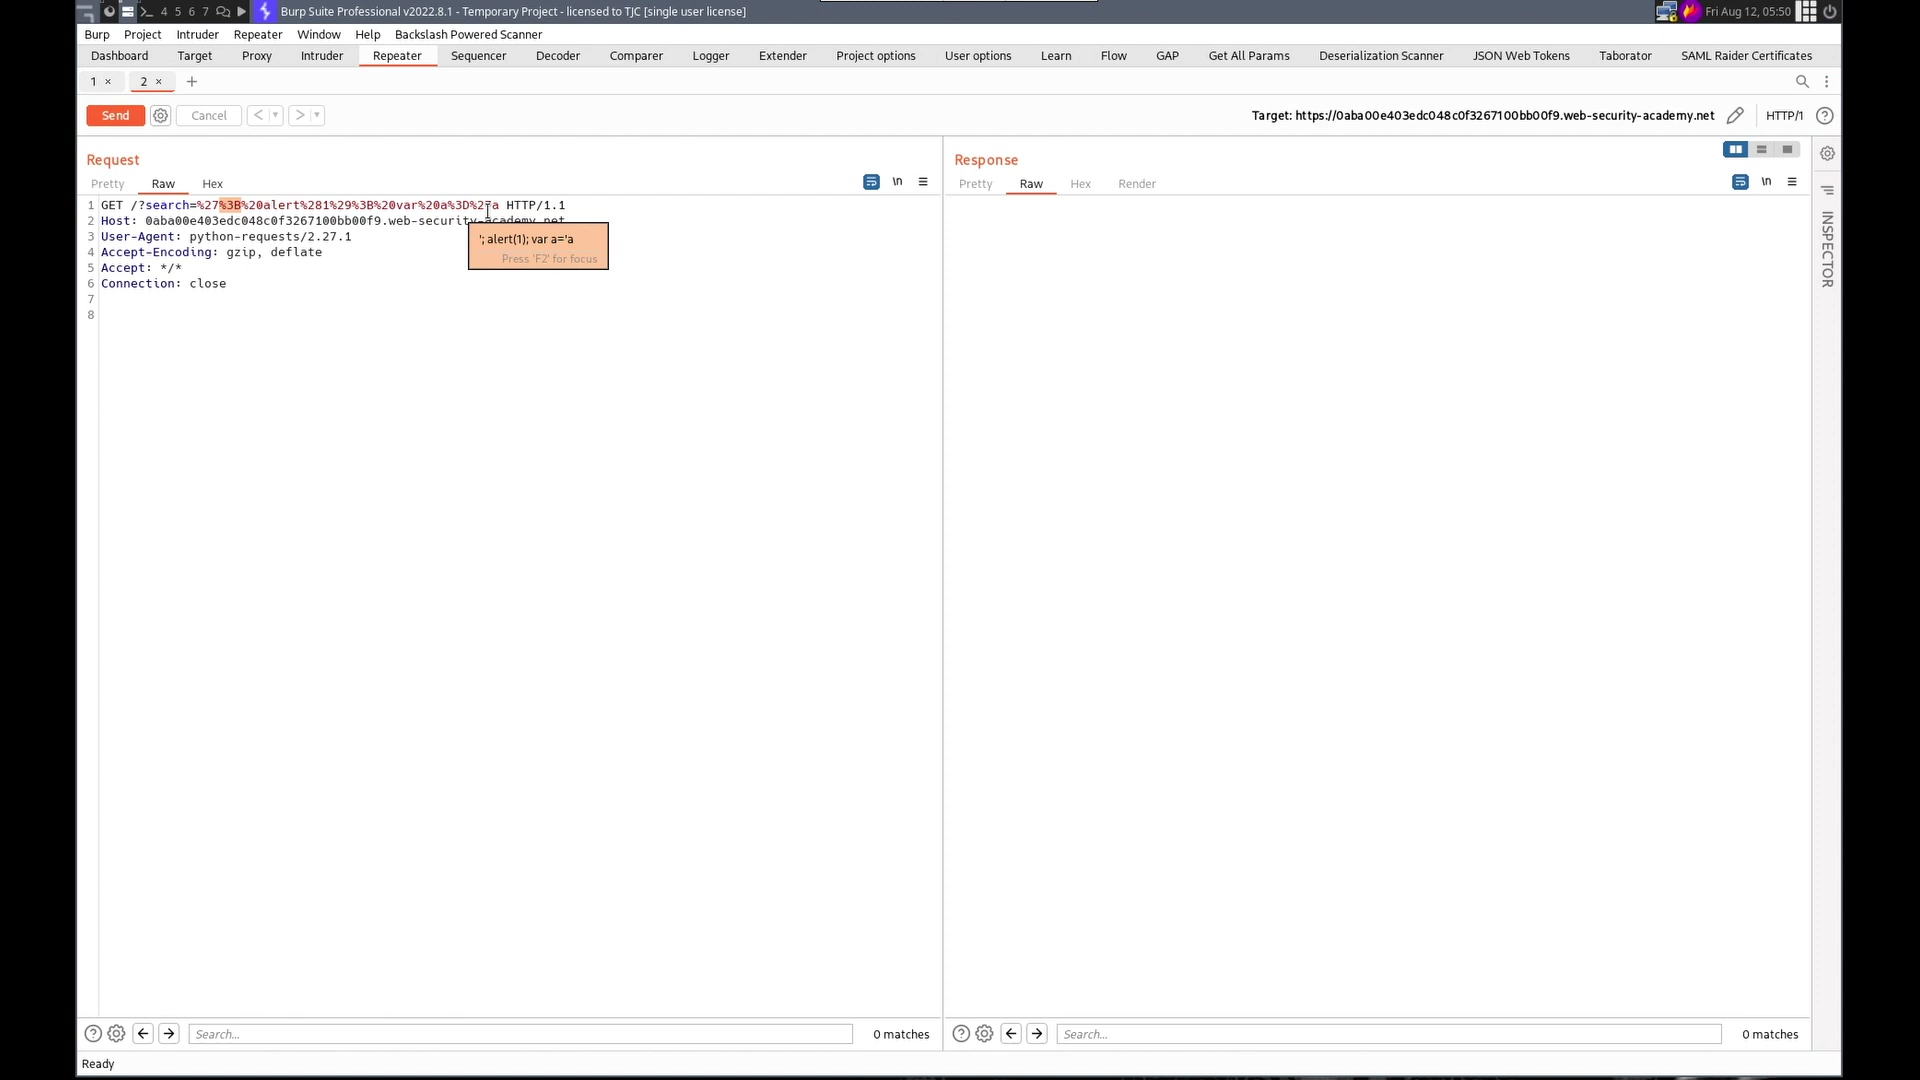 4 5 6 7 Burp Suite Professional v2022.8.1 - Temporary Project - licensed to TJC [single user license] Fri Aug 12, 05:50
Burp Project Intruder Repeater Window Help Backslash Powered Scanner
Dashboard Target Proxy Intruder Repeater Sequencer Decoder Comparer Logger Extender Project options User options Learn Flow GAP Get All Params Deserialization Scanner JSON Web Tokens Taborator SAML Raider Certificates
1 × 2 × +
Send Cancel < > Target: https://0aba00e403edc048c0f3267100bb00f9.web-security-academy.net HTTP/1 ?
Request
Pretty Raw Hex \n
1 GET /?search=%27%3B%20alert%281%29%3B%20var%20a%3D%27a HTTP/1.1
2 Host: 0aba00e403edc048c0f3267100bb00f9.web-security-academy.net
3 User-Agent: python-requests/2.27.1
4 Accept-Encoding: gzip, deflate
5 Accept: */*
6 Connection: close
7
8
'; alert(1); var a='a
Press 'F2' for focus
Response
Pretty Raw Hex Render \n
INSPECTOR
? Search... 0 matches
? Search... 0 matches
Ready